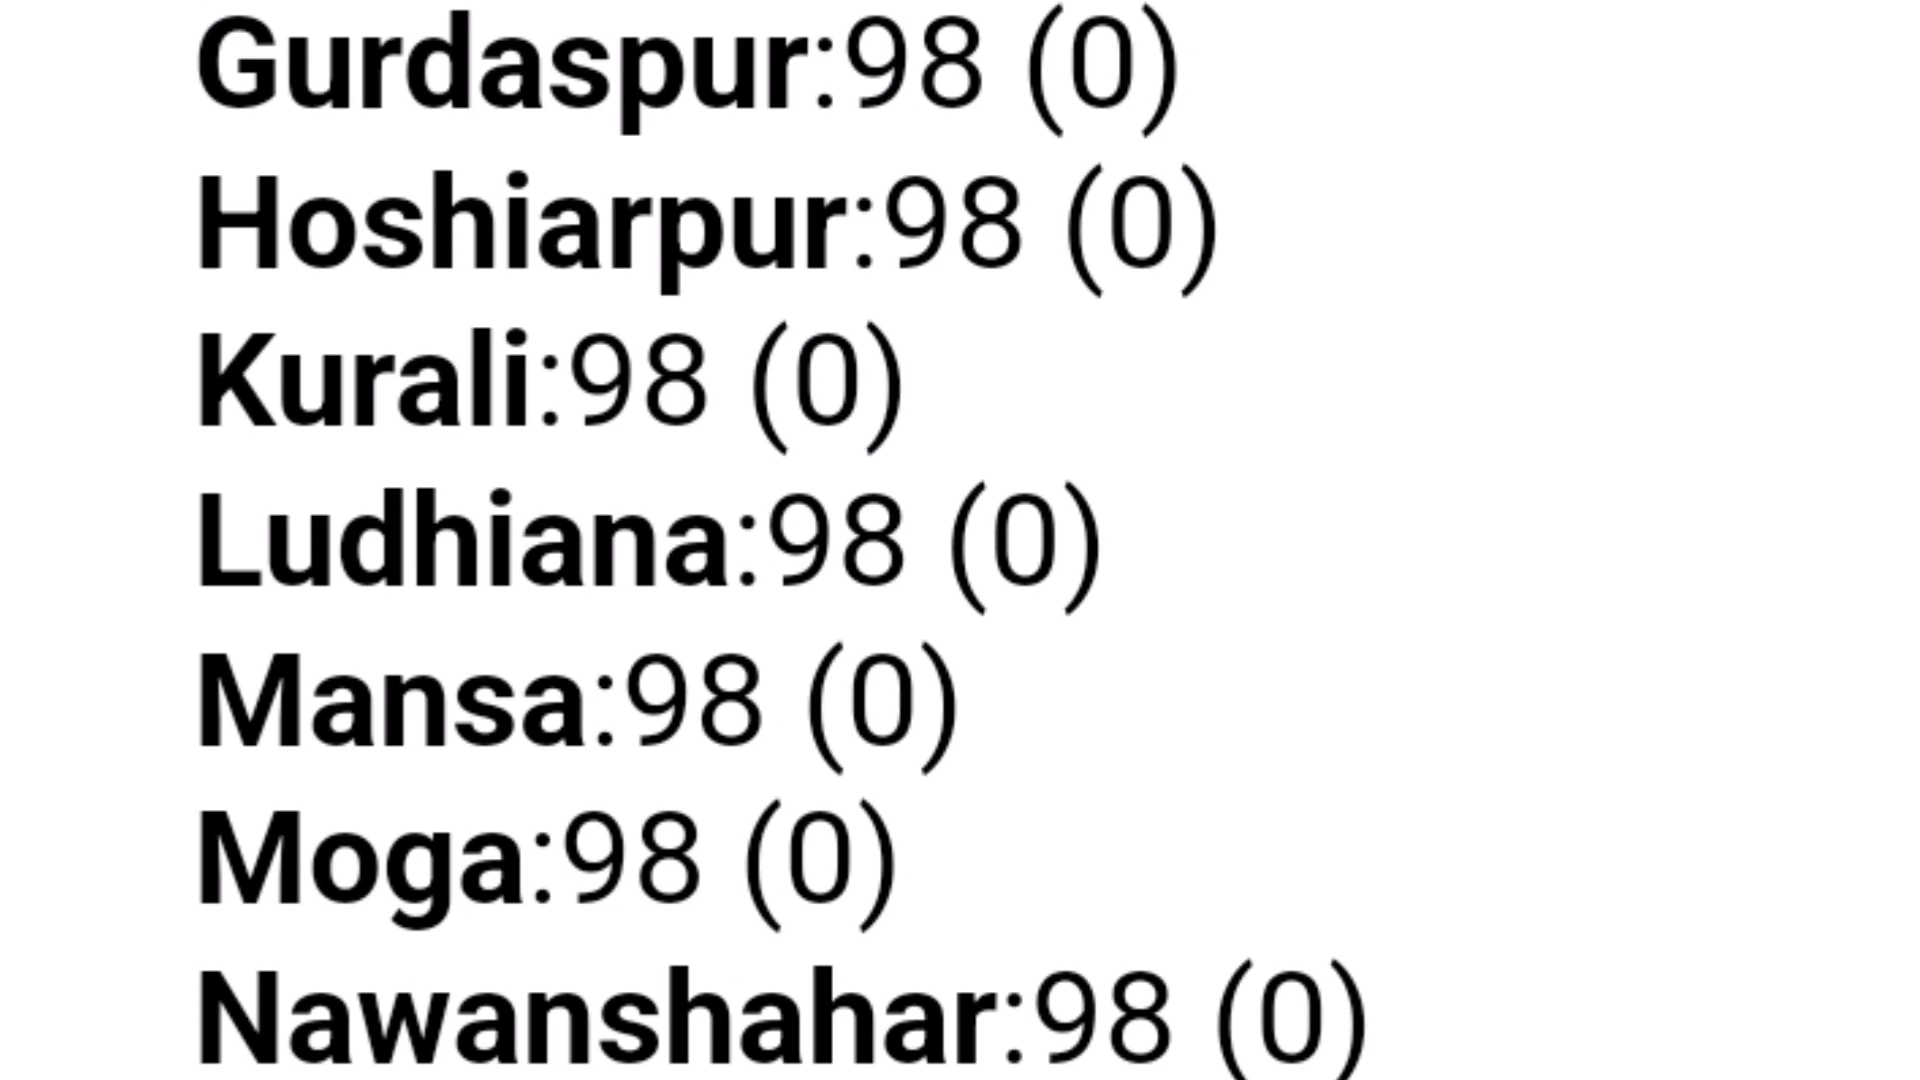 Gurdaspur:98 (0)
Hoshiarpur:98 (0)
Kurali:98 (0)
Ludhiana:98 (0)
Mansa:98 (0)
Moga:98 (0)
Nawanshahar:98 (0)